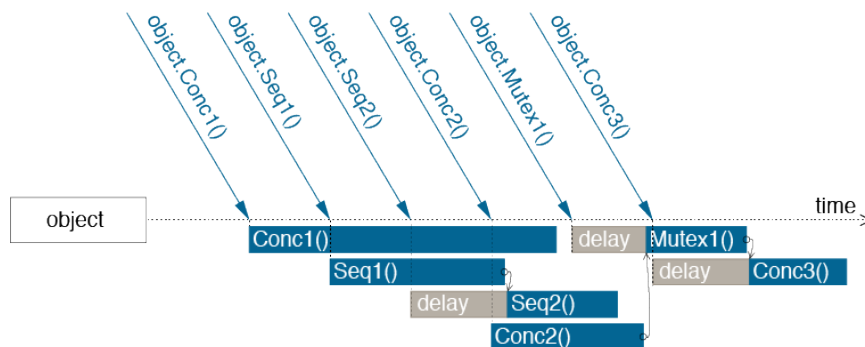 object.Conc1()
object.Seq1()
object.Seq2()
object.Conc2()
object.Mutex1()
object.Conc3()
object
time
Conc1()
delay
Mutex1()
Seq1()
delay
Conc3()
delay
Seq2()
Conc2()